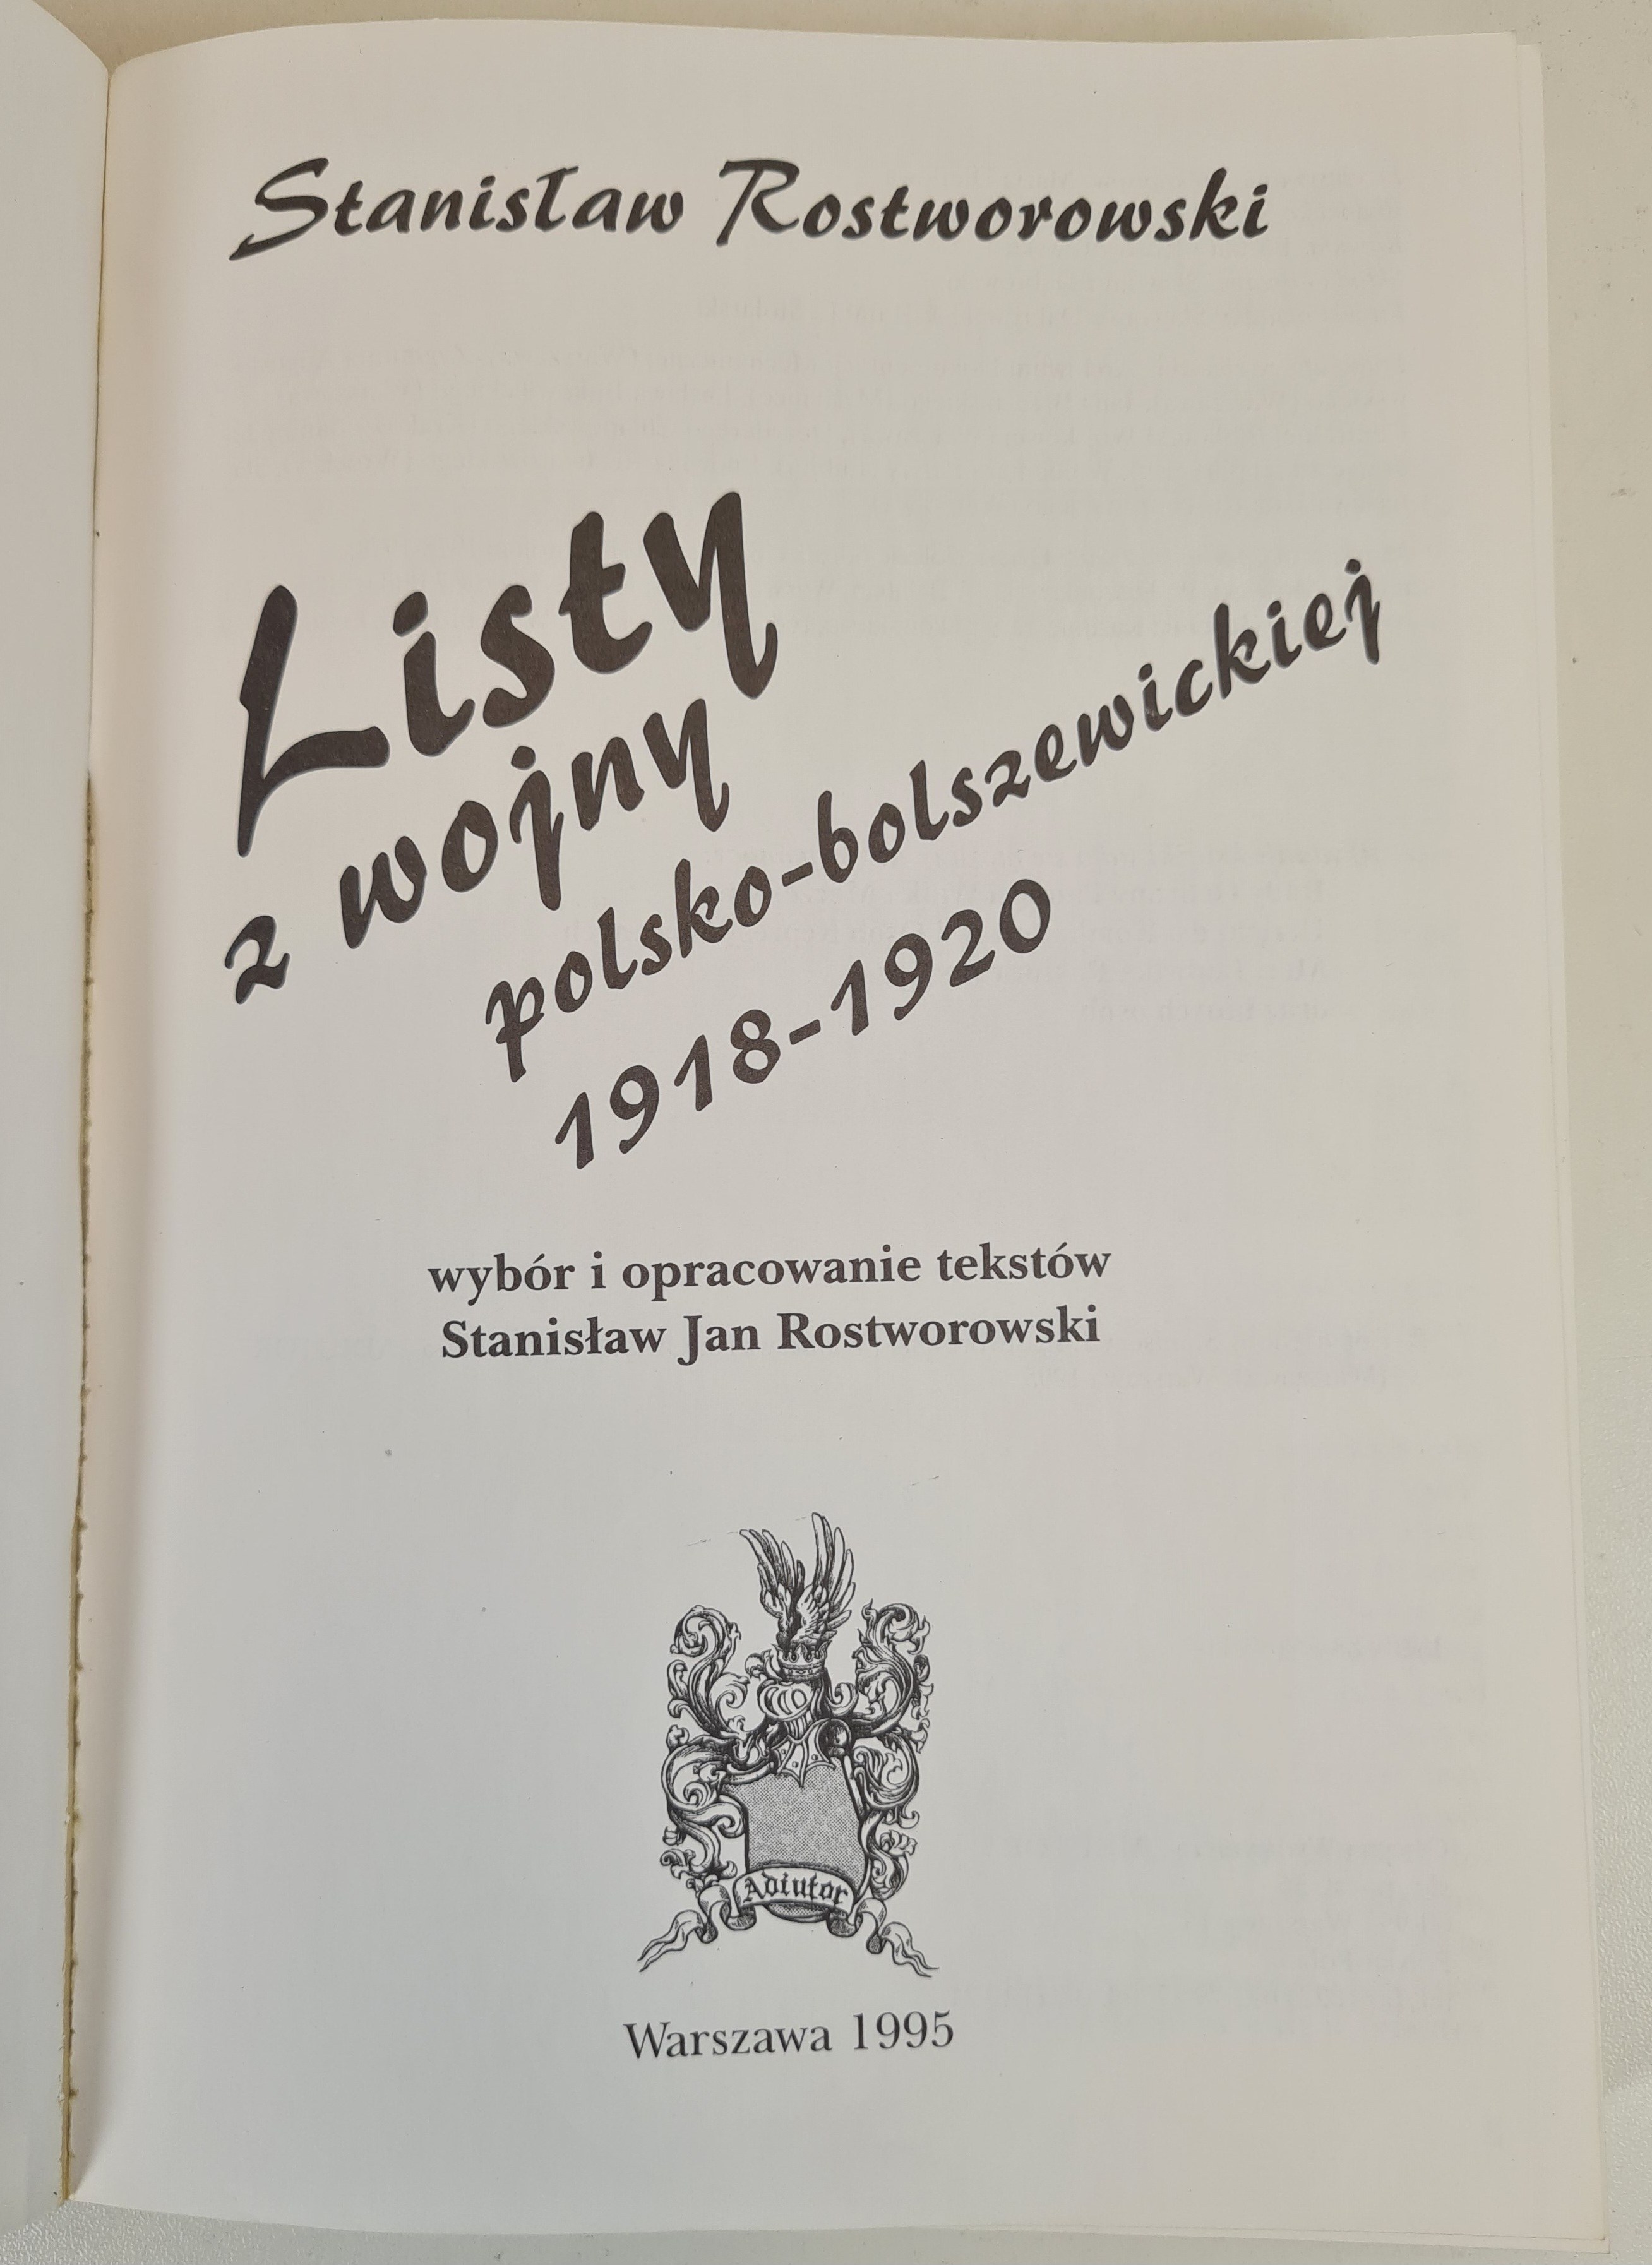 Stanisław Rostworowski
Listy
z wojny
polsko-bolszewickiej
1918-1920
wybór i opracowanie tekstów
Stanisław Jan Rostworowski
Adiutor
Warszawa 1995